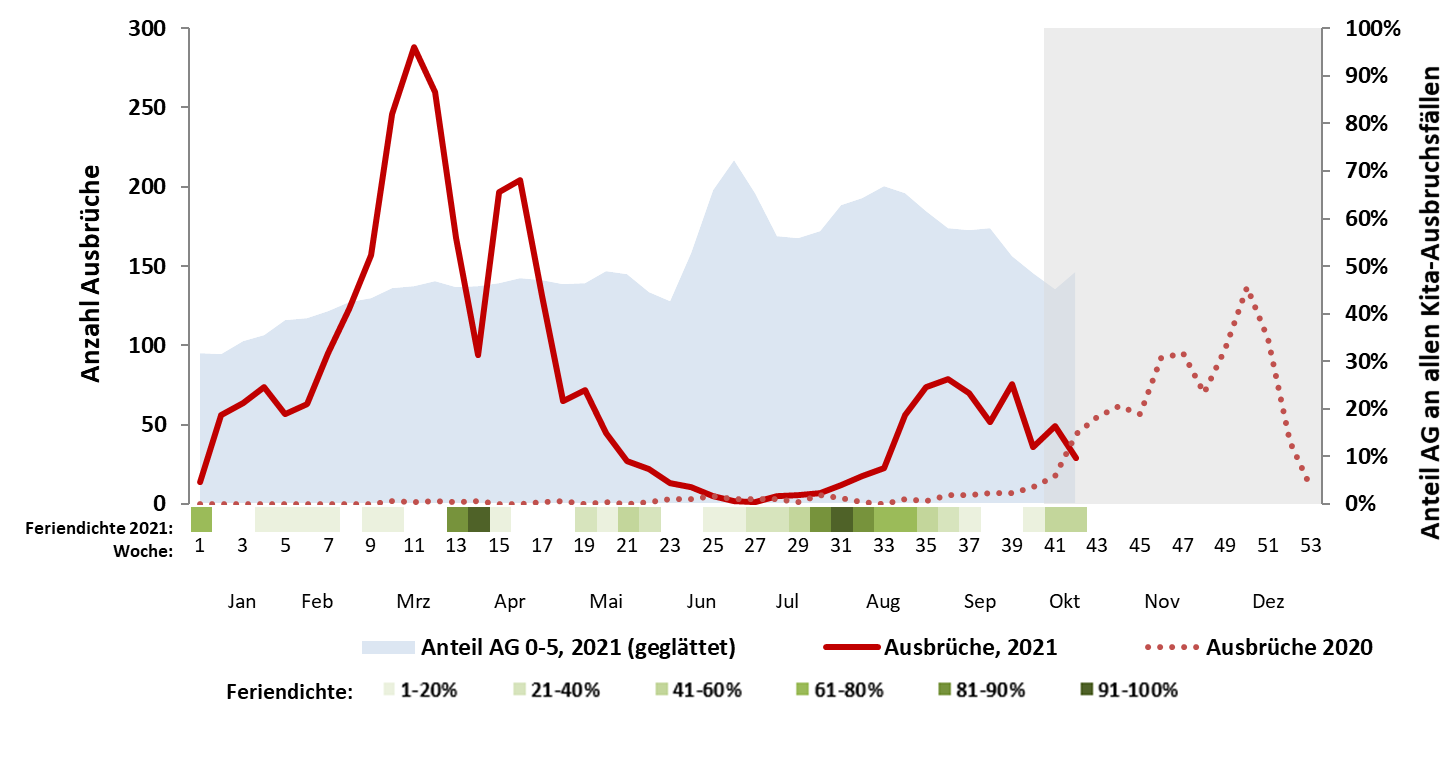 Anzahl Ausbrüche
300
250
200
150
100
50
0
100%
90%
80%
70%
60%
50%
40%
30%
20%
10%
0%
Anteil AG an allen Kita-Ausbruchsfällen
Feriendichte 2021:
Woche: 1 3 5 7 9 11 13 15 17 19 21 23 25 27 29 31 33 35 37 39 41 43 45 47 49 51 53
Jan Feb Mrz Apr Mai Jun Jul Aug Sep Okt Nov Dez
Anteil AG 0-5, 2021 (geglättet) Ausbrüche, 2021 Ausbrüche 2020
Feriendichte: 1-20% 21-40% 41-60% 61-80% 81-90% 91-100%